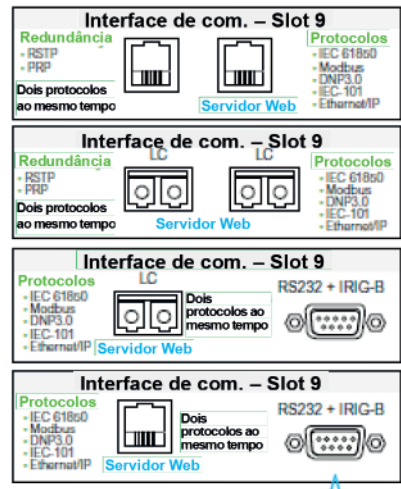 Interface de com. – Slot 9
Redundância
- RSTP
- PRP
Dois protocolos
ao mesmo tempo
Servidor Web
Protocolos
- IEC 61850
- Modbus
- DNP3.0
- IEC-101
- Ethernet/IP
Interface de com. – Slot 9
Redundância
- RSTP
- PRP
Dois protocolos
ao mesmo tempo
LC
LC
Servidor Web
Protocolos
- IEC 61850
- Modbus
- DNP3.0
- IEC-101
- Ethernet/IP
Interface de com. – Slot 9
Protocolos
- IEC 61850
- Modbus
- DNP3.0
- IEC-101
- Ethernet/IP
LC
Dois
protocolos ao
mesmo tempo
Servidor Web
RS232 + IRIG-B
Interface de com. – Slot 9
Protocolos
- IEC 61850
- Modbus
- DNP3.0
- IEC-101
- Ethernet/IP
Dois
protocolos ao
mesmo tempo
Servidor Web
RS232 + IRIG-B